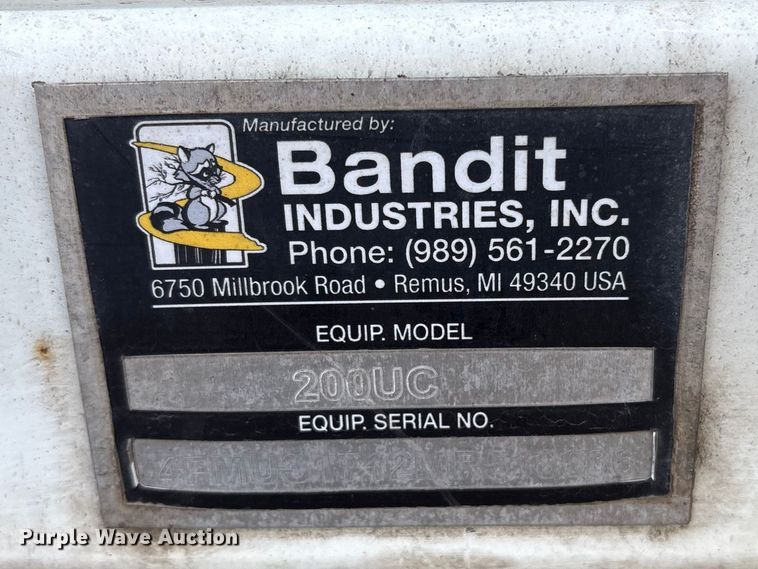 Manufactured by:
Bandit
INDUSTRIES, INC.
Phone: (989) 561-2270
6750 Millbrook Road • Remus, MI 49340 USA
EQUIP. MODEL
200UC
EQUIP. SERIAL NO.
Purple Wave Auction